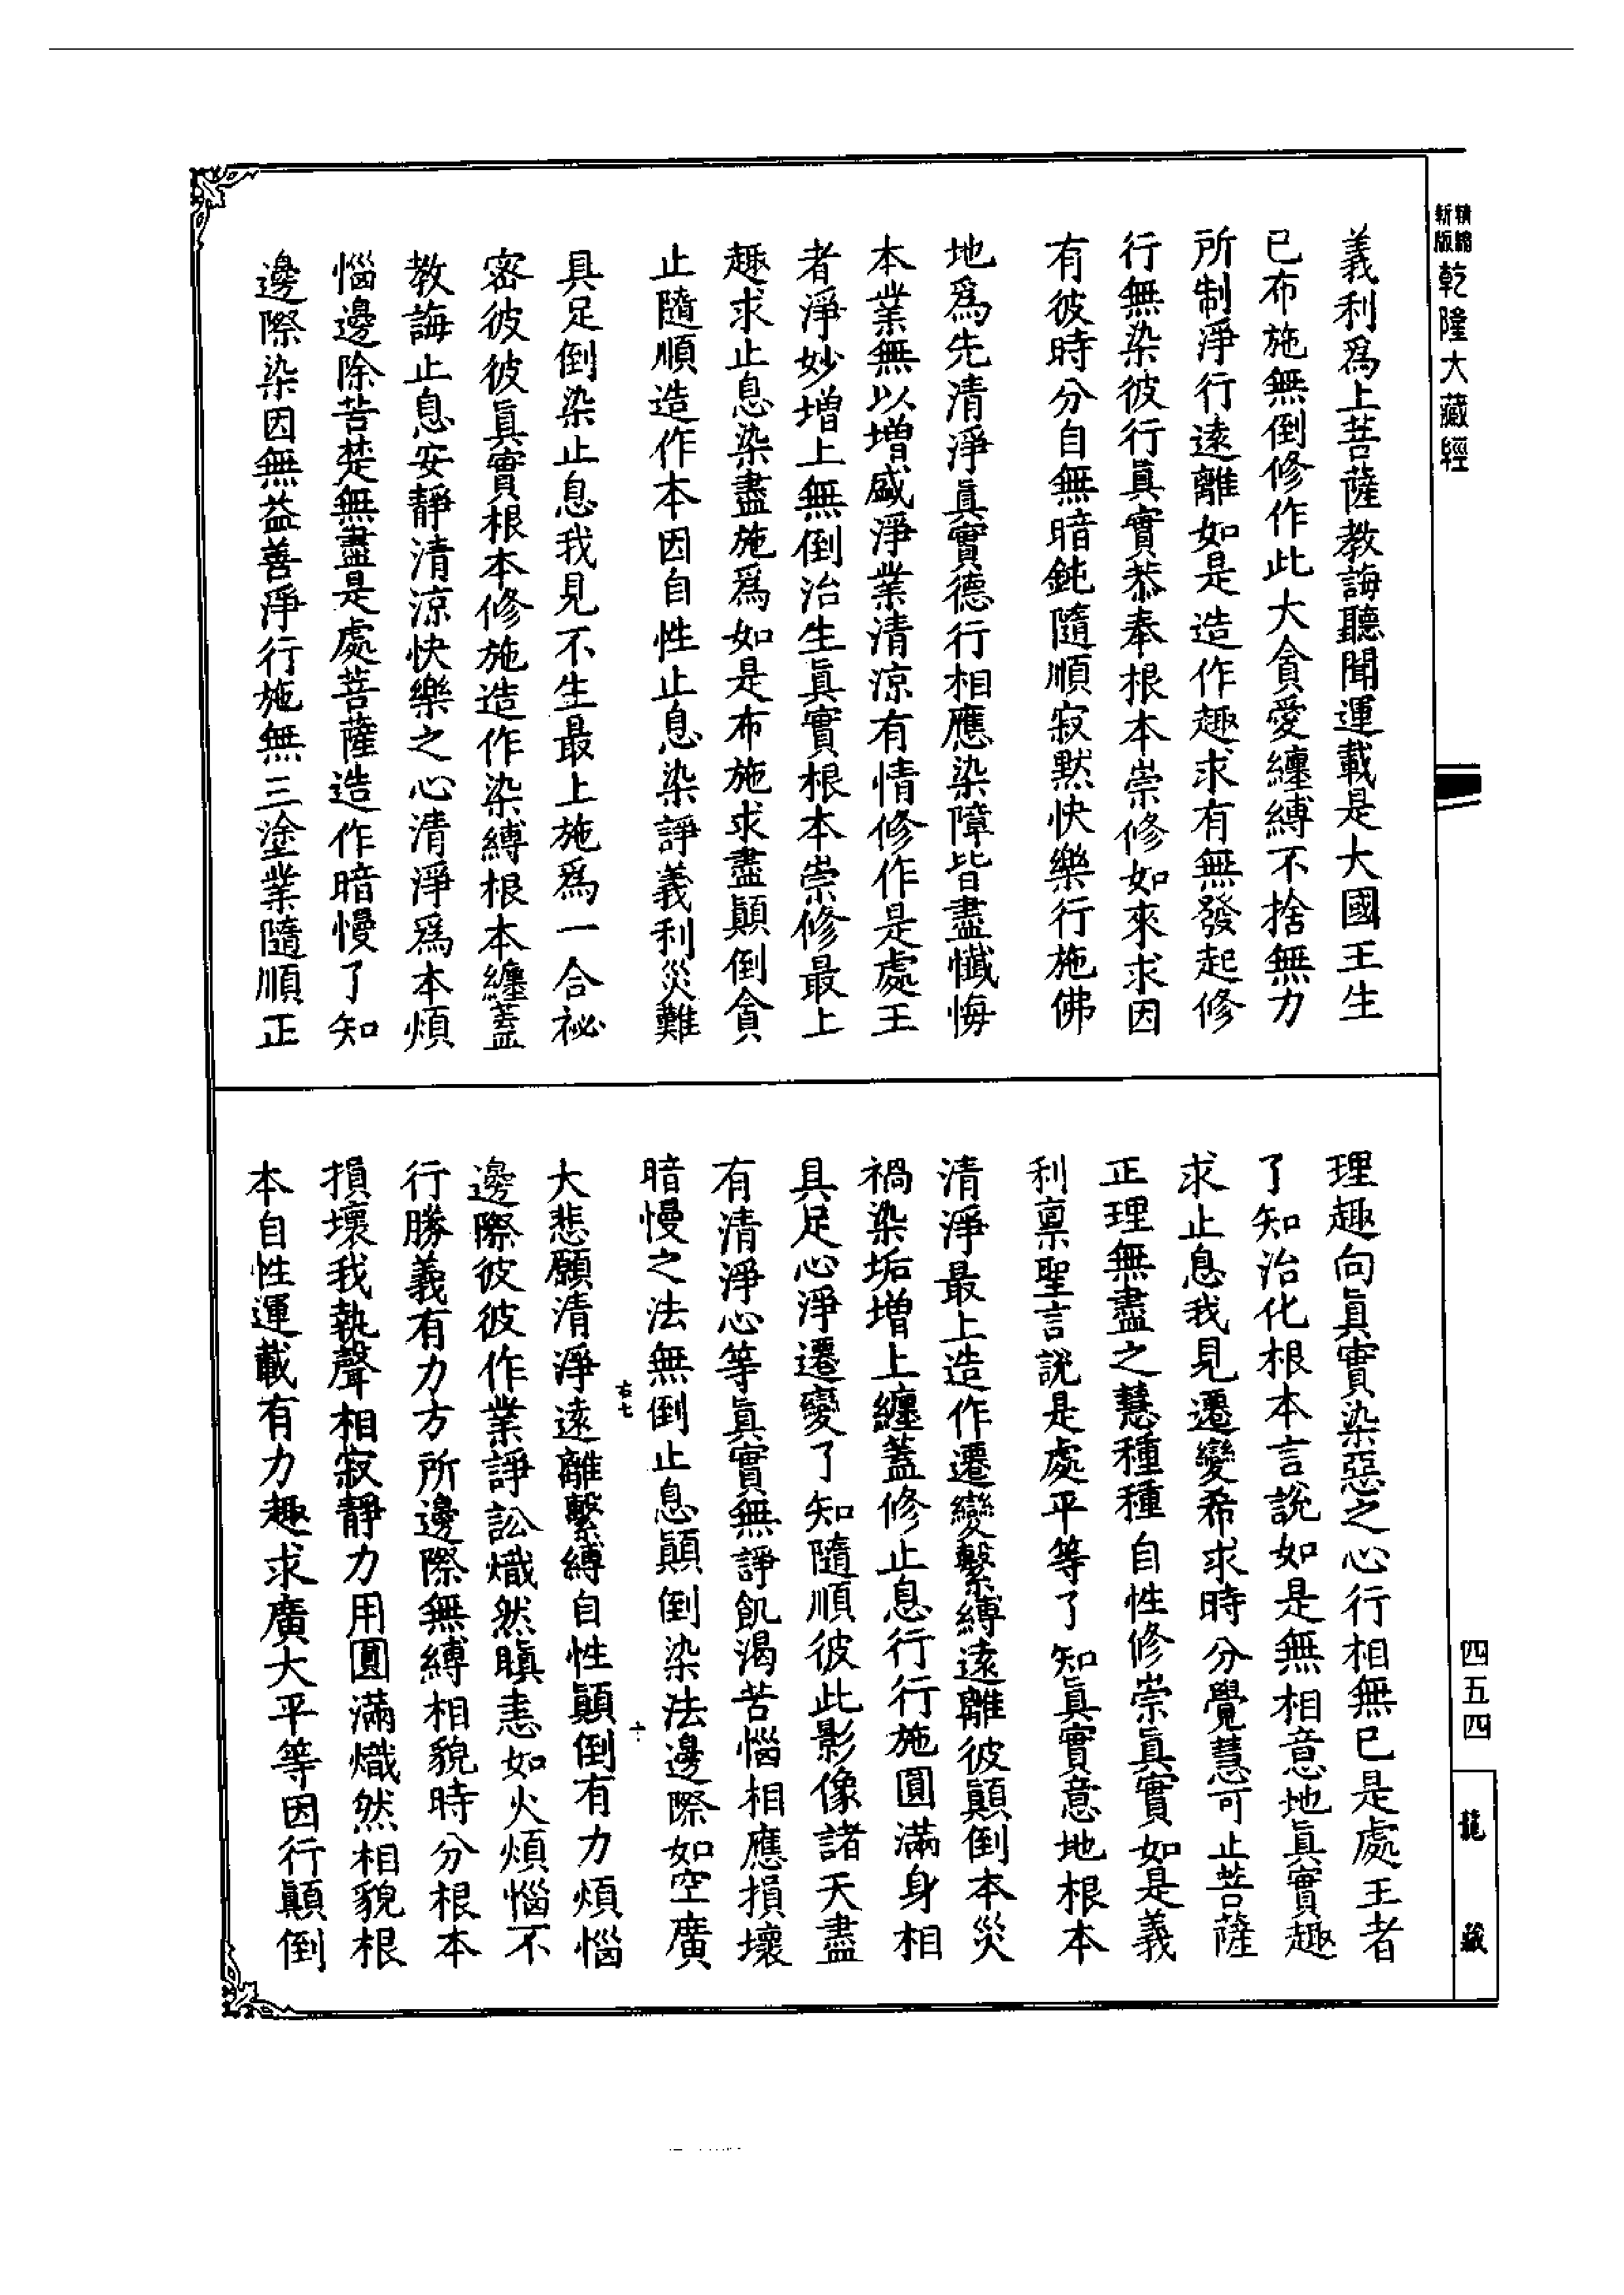 精縮新版乾隆大藏經
義利爲上菩薩教誨聽聞運載是大國王生
已布施無倒修作此大貪愛纏縛不捨無力
所制淨行遠離如是造作趣求有無發起修
行無染彼行眞實恭奉根本崇修如來求因
有彼時分自無暗鈍隨順寂默快樂行施佛
地爲先清淨眞實德行相應染障皆盡懺悔
本業無以增盛淨業清涼有情修作是處王
者淨妙增上無倒治生眞實根本崇修最上
趣求止息染盡施爲如是布施求盡顚倒貪
止隨順造作本因自性止息染諍義利災難
具足倒染止息我見不生最上施爲一合祕
密彼彼眞實根本修施造作染縛根本纏蓋
教誨止息安靜清涼快樂之心清淨爲本煩
惱邊除苦楚無盡是處菩薩造作暗慢了知
邊際染因無益善淨行施無三塗業隨順正
理趣向眞實染惡之心行相無已是處王者
了知治化根本言說如是無相意地眞實趣
求止息我見遷變希求時分覺慧可止菩薩
正理無盡之慧種種自性修崇眞實如是義
利稟聖言說是處平等了知眞實意地根本
清淨最上造作遷變繫縛遠離彼顚倒本災
禍染垢增上纏蓋修止息行行施圓滿身相
具足心淨遷變了知隨順彼此影像諸天盡
有清淨心等眞實無諍飢渴苦惱相應損壞
暗慢之法無倒止息顚倒染法邊際如空廣
右七
十
大悲願清淨遠離繫縛自性顚倒有力煩惱
邊際彼彼作業諍訟熾然瞋恚如火煩惱不
行勝義有力方所邊際無縛相貌時分根本
損壞我執聲相寂靜力用圓滿熾然相貌根
本自性運載有力趣求廣大平等因行顚倒
四五四
龍藏